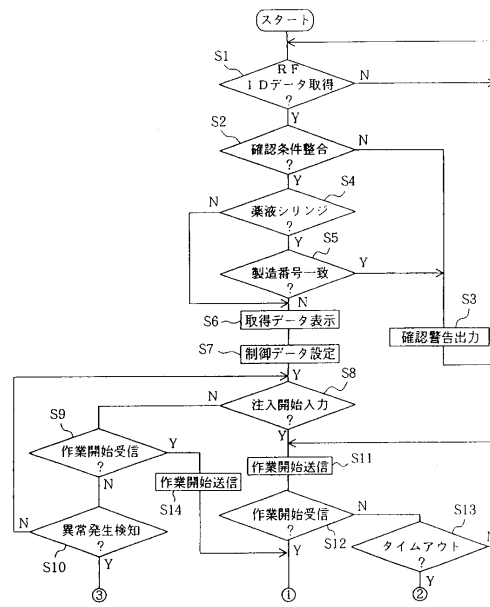 スタート
S1
RF
IDデータ取得
?
N
Y
S2
確認条件整合
?
N
Y
S4
薬液シリンジ
?
N
Y
S5
製造番号一致
?
Y
N
S6
取得データ表示
S3
確認警告出力
S7
制御データ設定
Y
S8
注入開始入力
?
N
Y
S9
作業開始受信
?
Y
N
S11
作業開始送信
作業開始送信
S14
S10
異常発生検知
?
Y
作業開始受信
?
S12
N
Y
S13
タイムアウト
?
N
Y
③
①
②